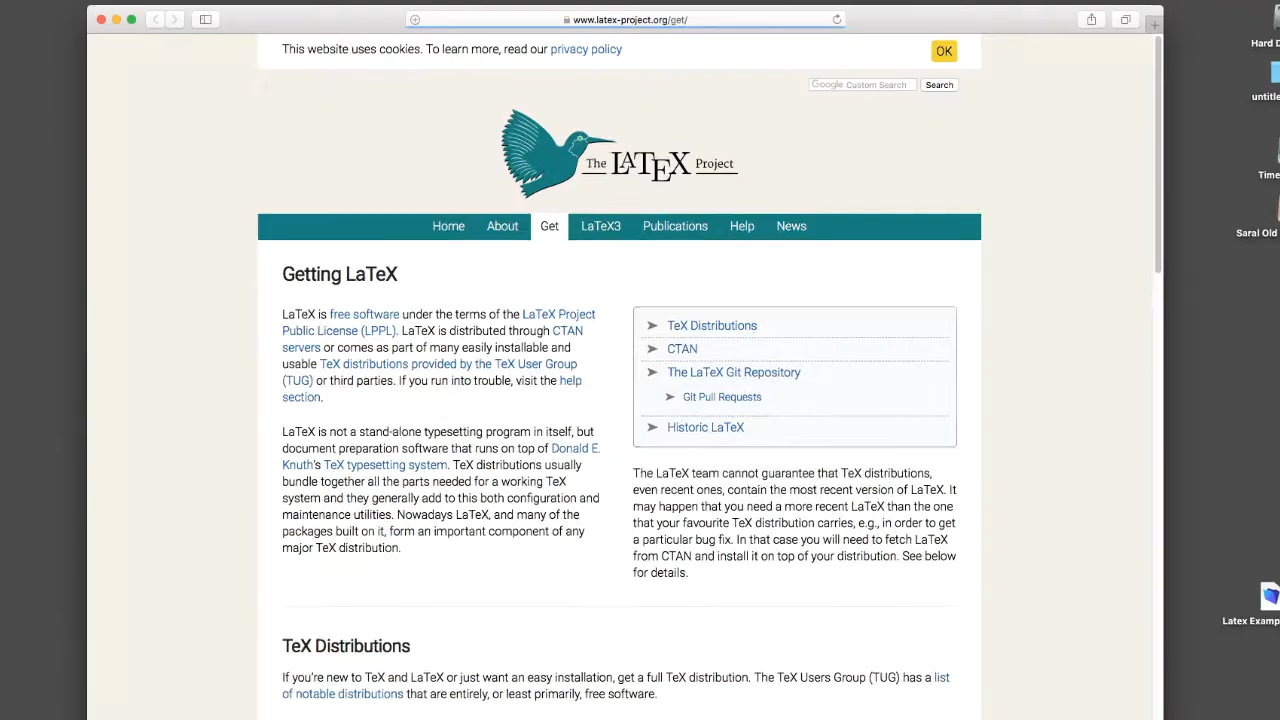 www.latex-project.org/get/
Hard D
This website uses cookies. To learn more, read our privacy policy
OK
Google Custom Search
Search
untitle
The LATEX Project
Time
Home About Get LaTeX3 Publications Help News
Saral Old
Getting LaTeX
LaTeX is free software under the terms of the LaTeX Project
Public License (LPPL). LaTeX is distributed through CTAN
servers or comes as part of many easily installable and
usable TeX distributions provided by the TeX User Group
(TUG) or third parties. If you run into trouble, visit the help
section.
LaTeX is not a stand-alone typesetting program in itself, but
document preparation software that runs on top of Donald E.
Knuth's TeX typesetting system. TeX distributions usually
bundle together all the parts needed for a working TeX
system and they generally add to this both configuration and
maintenance utilities. Nowadays LaTeX, and many of the
packages built on it, form an important component of any
major TeX distribution.
TeX Distributions
CTAN
The LaTeX Git Repository
Git Pull Requests
Historic LaTeX
The LaTeX team cannot guarantee that TeX distributions,
even recent ones, contain the most recent version of LaTeX. It
may happen that you need a more recent LaTeX than the one
that your favourite TeX distribution carries, e.g., in order to get
a particular bug fix. In that case you will need to fetch LaTeX
from CTAN and install it on top of your distribution. See below
for details.
Latex Examp
TeX Distributions
If you're new to TeX and LaTeX or just want an easy installation, get a full TeX distribution. The TeX Users Group (TUG) has a list
of notable distributions that are entirely, or least primarily, free software.